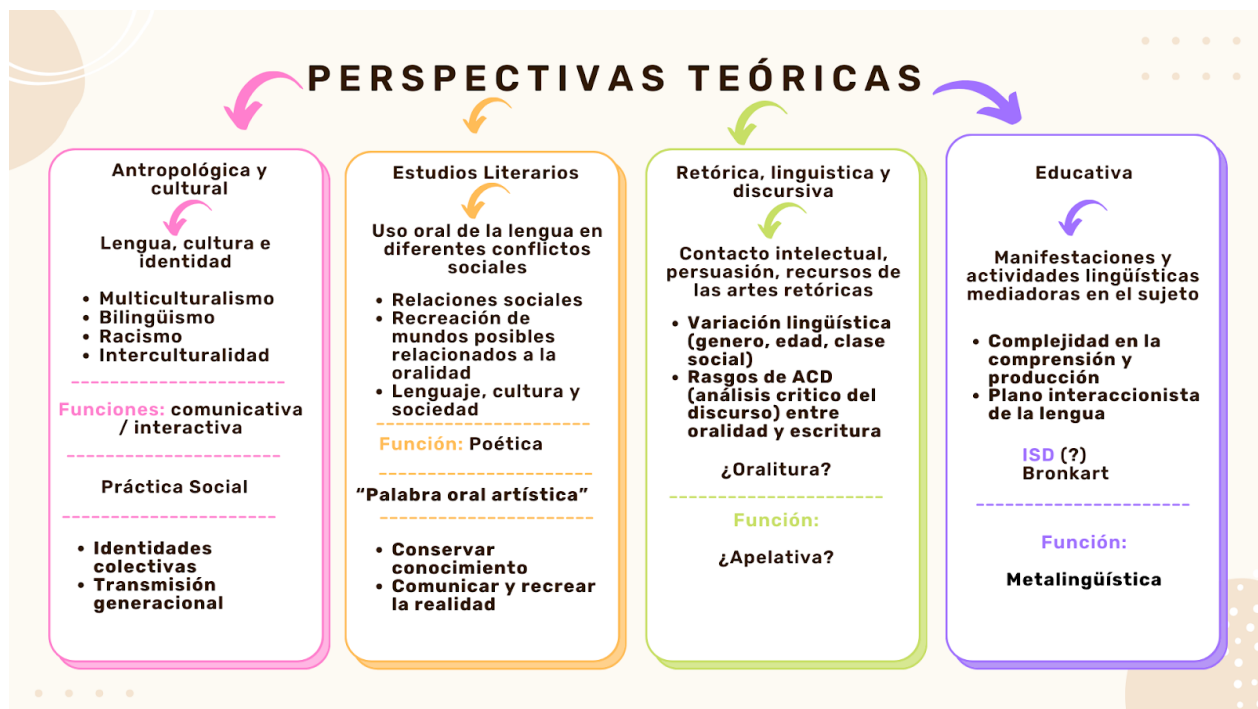 PERSPECTIVAS TEÓRICAS
Antropológica y
cultural
Lengua, cultura e
identidad
• Multiculturalismo
• Bilingüismo
• Racismo
• Interculturalidad
Funciones: comunicativa
/ interactiva
Práctica Social
• Identidades
colectivas
• Transmisión
generacional
Estudios Literarios
Uso oral de la lengua en
diferentes conflictos
sociales
• Relaciones sociales
• Recreación de
mundos posibles
relacionados a la
oralidad
• Lenguaje, cultura y
sociedad
Función: Poética
“Palabra oral artística”
• Conservar
conocimiento
• Comunicar y recrear
la realidad
Retórica, linguistica y
discursiva
Contacto intelectual,
persuasión, recursos de
las artes retóricas
• Variación lingüística
(genero, edad, clase
social)
• Rasgos de ACD
(análisis critico del
discurso) entre
oralidad y escritura
¿Oralitura?
Función:
¿Apelativa?
Educativa
Manifestaciones y
actividades lingüísticas
mediadoras en el sujeto
• Complejidad en la
comprensión y
producción
• Plano interaccionista
de la lengua
ISD (?)
Bronkart
Función:
Metalingüística